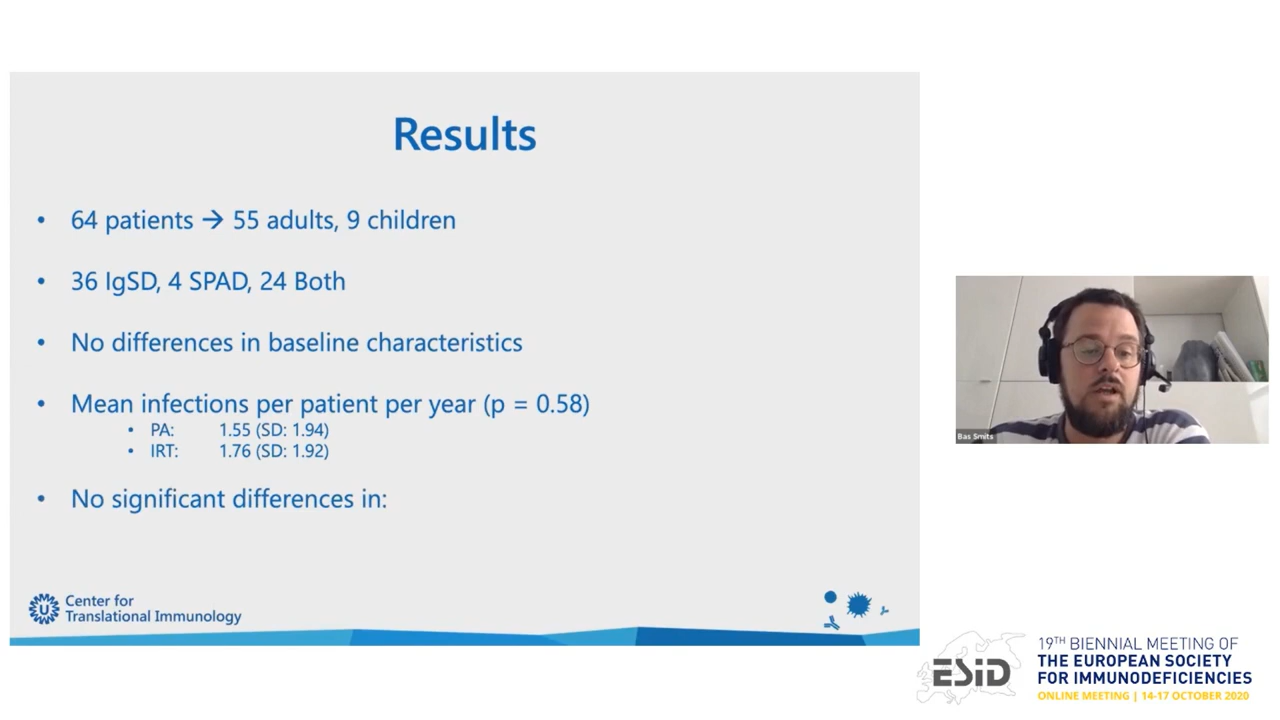 Results
• 64 patients → 55 adults, 9 children
• 36 IgSD, 4 SPAD, 24 Both
• No differences in baseline characteristics
• Mean infections per patient per year (p = 0.58)
• PA: 1.55 (SD: 1.94)
• IRT: 1.76 (SD: 1.92)
• No significant differences in:
U
Center for
Translational Immunology
Bas Smits
ESiD
19TH BIENNIAL MEETING OF
THE EUROPEAN SOCIETY
FOR IMMUNODEFICIENCIES
ONLINE MEETING | 14-17 OCTOBER 2020